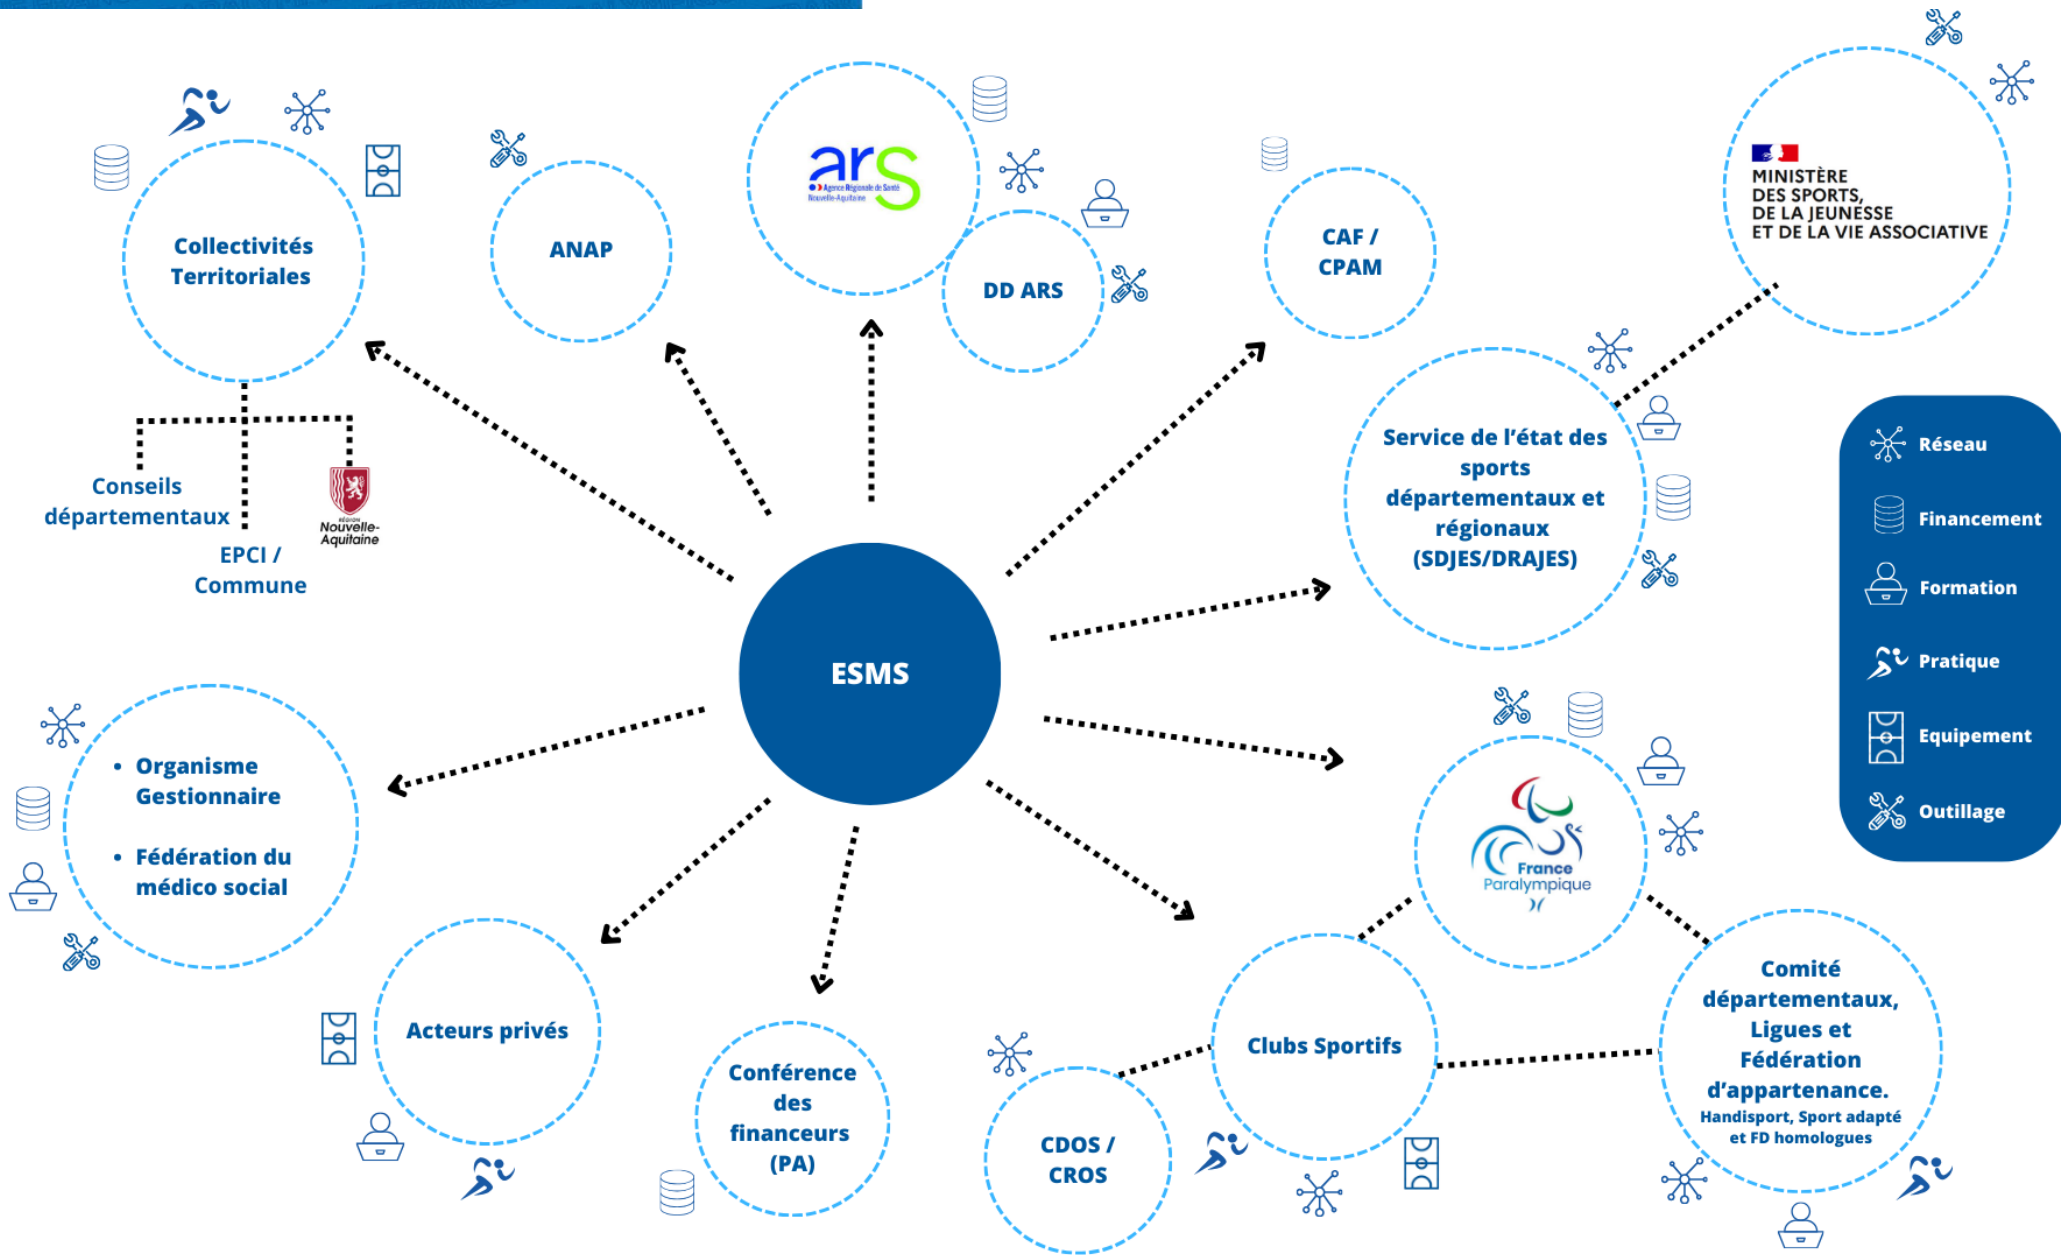 ars
Agence Régionale de Santé
Nouvelle-Aquitaine
MINISTÈRE
DES SPORTS,
DE LA JEUNESSE
ET DE LA VIE ASSOCIATIVE
Collectivités
Territoriales
ANAP
DD ARS
CAF /
CPAM
Conseils
départementaux
EPCI /
Commune
RÉGION
Nouvelle-
Aquitaine
Service de l’état des
sports
départementaux et
régionaux
(SDJES/DRAJES)
Réseau
Financement
Formation
Pratique
Equipement
Outillage
ESMS
• Organisme
Gestionnaire
• Fédération du
médico social
France
Paralympique
Acteurs privés
Conférence
des
financeurs
(PA)
CDOS /
CROS
Clubs Sportifs
Comité
départementaux,
Ligues et
Fédération
d’appartenance.
Handisport, Sport adapté
et FD homologues